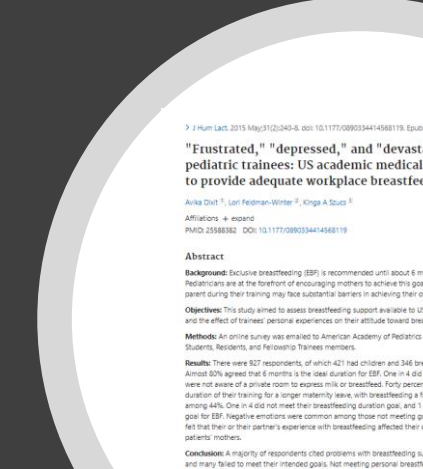 > J Hum Lact. 2015 May;31(2):240-8. doi: 10.1177/0890334414568119. Epub
"Frustrated," "depressed," and "devast
pediatric trainees: US academic medical
to provide adequate workplace breastfee
Avika Dixit 1, Lori Feldman-Winter 2, Kinga A Szucs 3
Affiliations + expand
PMID: 25588382 DOI: 10.1177/0890334414568119
Abstract
Background: Exclusive breastfeeding (EBF) is recommended until about 6 m
Pediatricians are at the forefront of encouraging mothers to achieve this goa
parent during their training may face substantial barriers in achieving their o
Objectives: This study aimed to assess breastfeeding support available to US
and the effect of trainees' personal experiences on their attitude toward brea
Methods: An online survey was emailed to American Academy of Pediatrics
Students, Residents, and Fellowship Trainees members.
Results: There were 927 respondents, of which 421 had children and 346 bre
Almost 80% agreed that 6 months is the ideal duration for EBF. One in 4 did
were not aware of a private room to express milk or breastfeed. Forty percen
duration of their training for a longer maternity leave, with breastfeeding a f
among 44%. One in 4 did not meet their breastfeeding duration goal, and 1
goal for EBF. Negative emotions were common among those not meeting go
felt that their or their partner's experience with breastfeeding affected their
patients' mothers.
Conclusion: A majority of respondents cited problems with breastfeeding su
and many failed to meet their intended goals. Not meeting personal breastf